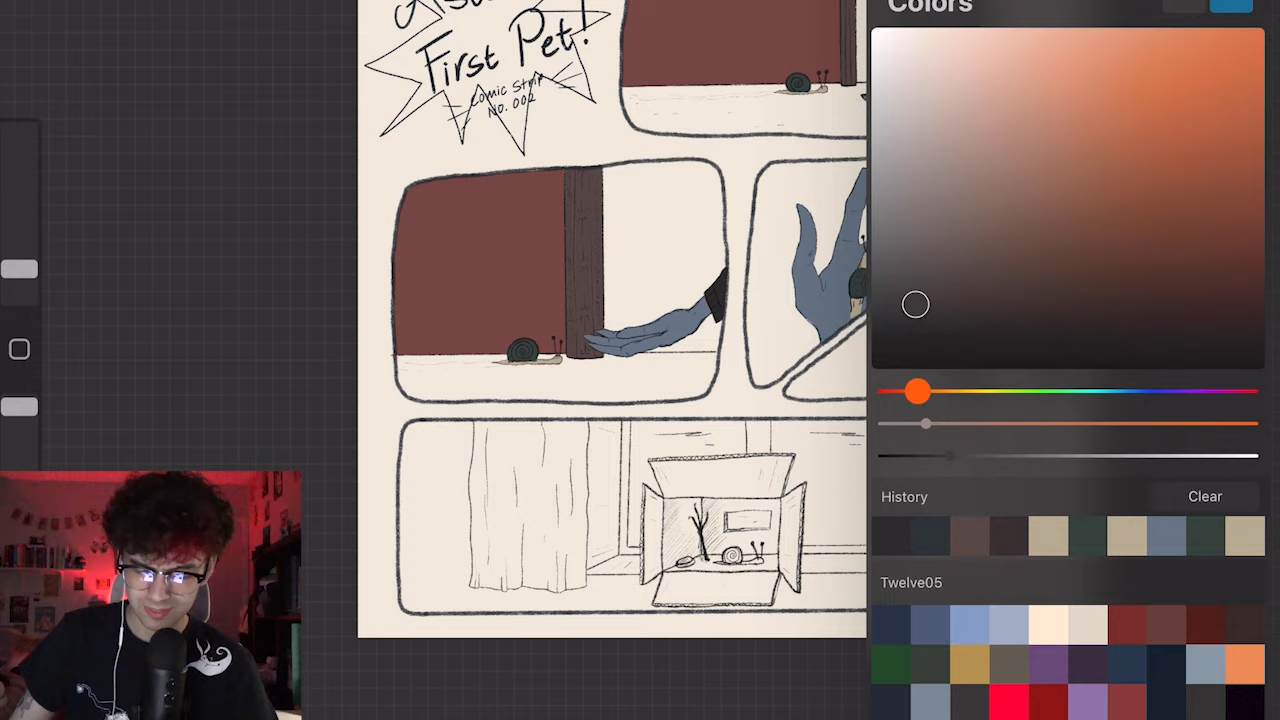 Colors
First Pet!
Comic Strip
No. 002
History
Clear
Twelve05